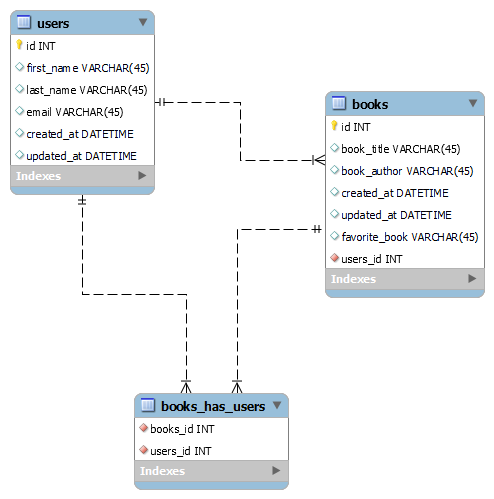 users
id INT
first_name VARCHAR(45)
last_name VARCHAR(45)
email VARCHAR(45)
created_at DATETIME
updated_at DATETIME
Indexes
books
id INT
book_title VARCHAR(45)
book_author VARCHAR(45)
created_at DATETIME
updated_at DATETIME
favorite_book VARCHAR(45)
users_id INT
Indexes
books_has_users
books_id INT
users_id INT
Indexes